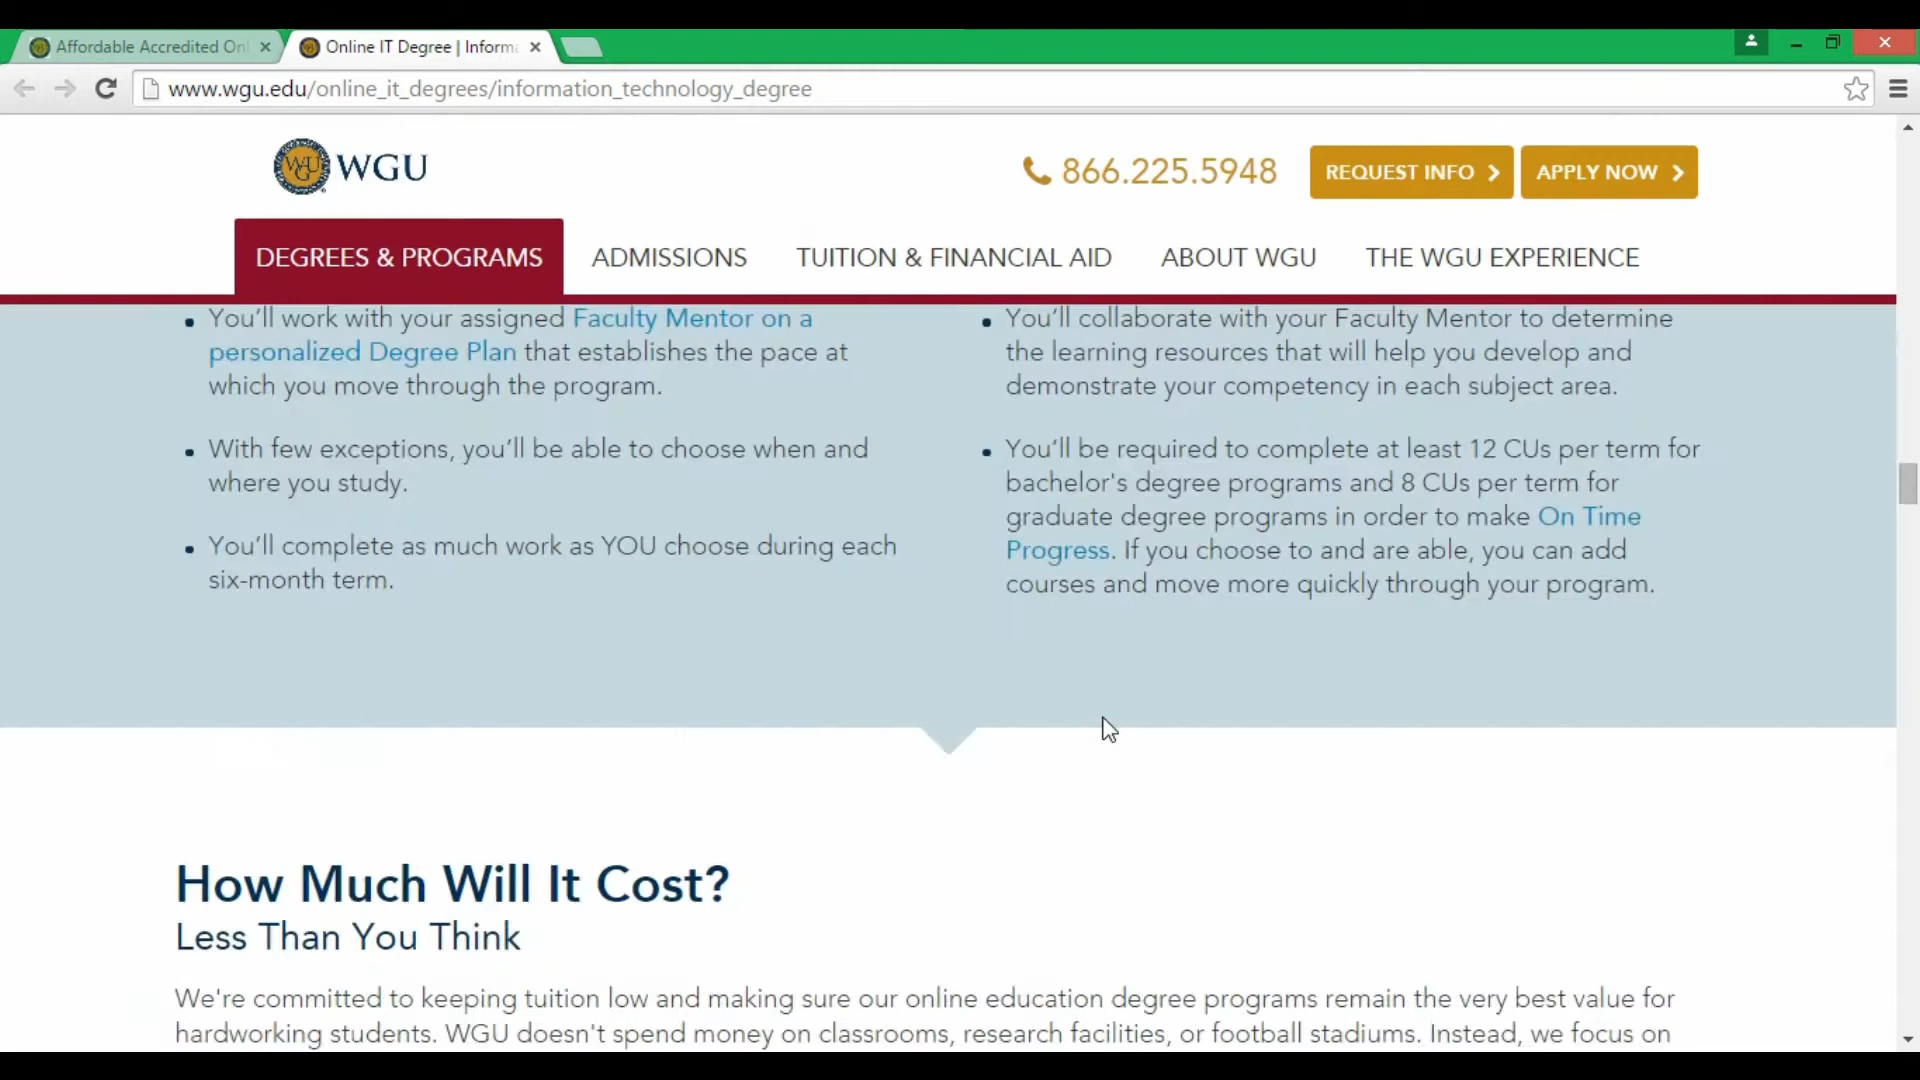 Affordable Accredited Onl
Online IT Degree | Informa
www.wgu.edu/online_it_degrees/information_technology_degree
WGU
WGU
866.225.5948
REQUEST INFO
APPLY NOW
DEGREES & PROGRAMS
ADMISSIONS
TUITION & FINANCIAL AID
ABOUT WGU
THE WGU EXPERIENCE
You'll work with your assigned Faculty Mentor on a
personalized Degree Plan that establishes the pace at
which you move through the program.
With few exceptions, you'll be able to choose when and
where you study.
You'll complete as much work as YOU choose during each
six-month term.
You'll collaborate with your Faculty Mentor to determine
the learning resources that will help you develop and
demonstrate your competency in each subject area.
You'll be required to complete at least 12 CUs per term for
bachelor's degree programs and 8 CUs per term for
graduate degree programs in order to make On Time
Progress. If you choose to and are able, you can add
courses and move more quickly through your program.
How Much Will It Cost?
Less Than You Think
We're committed to keeping tuition low and making sure our online education degree programs remain the very best value for
hardworking students. WGU doesn't spend money on classrooms, research facilities, or football stadiums. Instead, we focus on